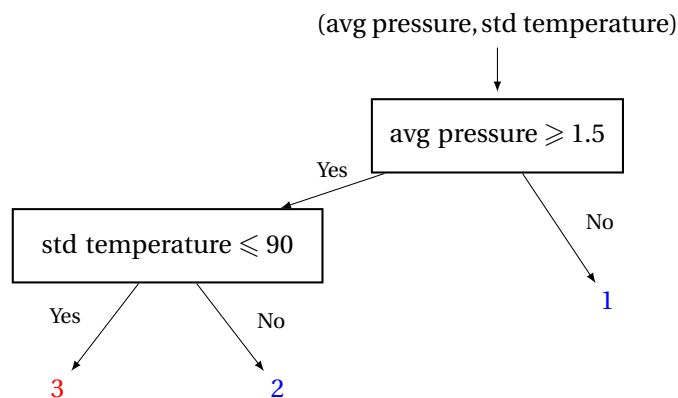 (avg pressure, std temperature)
avg pressure ⩾ 1.5
Yes
No
std temperature ⩽ 90
1
Yes
No
3
2